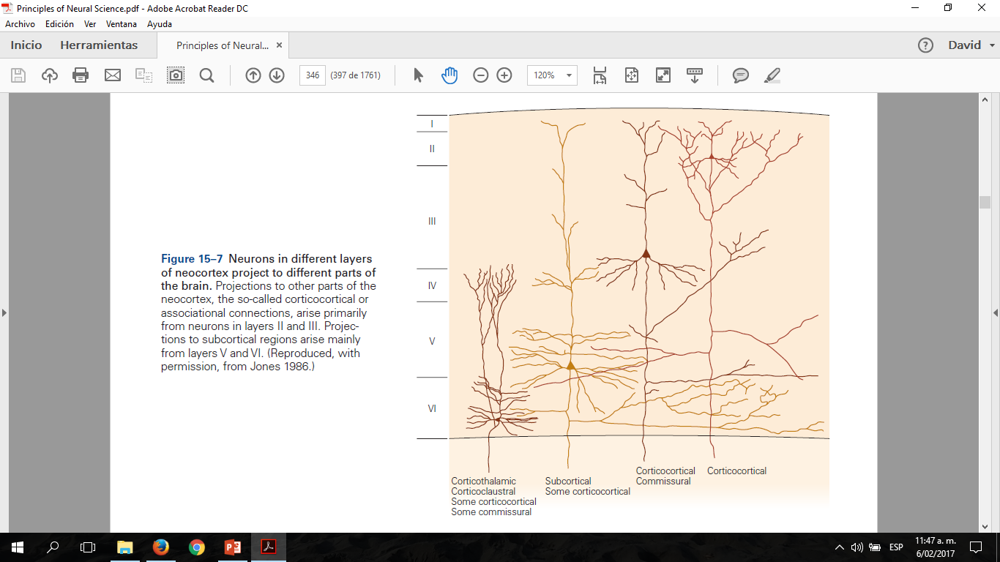 Principles of Neural Science.pdf - Adobe Acrobat Reader DC
Archivo Edición Ver Ventana Ayuda
Inicio Herramientas Principles of Neural... × ? David
346 (397 de 1761) 120%
I
II
III
IV
V
VI
Figure 15–7 Neurons in different layers
of neocortex project to different parts of
the brain. Projections to other parts of the
neocortex, the so-called corticocortical or
associational connections, arise primarily
from neurons in layers II and III. Projec-
tions to subcortical regions arise mainly
from layers V and VI. (Reproduced, with
permission, from Jones 1986.)
Corticothalamic
Corticoclaustral
Some corticocortical
Some commissural
Subcortical
Some corticocortical
Corticocortical
Commissural
Corticocortical
ESP
11:47 a. m.
6/02/2017